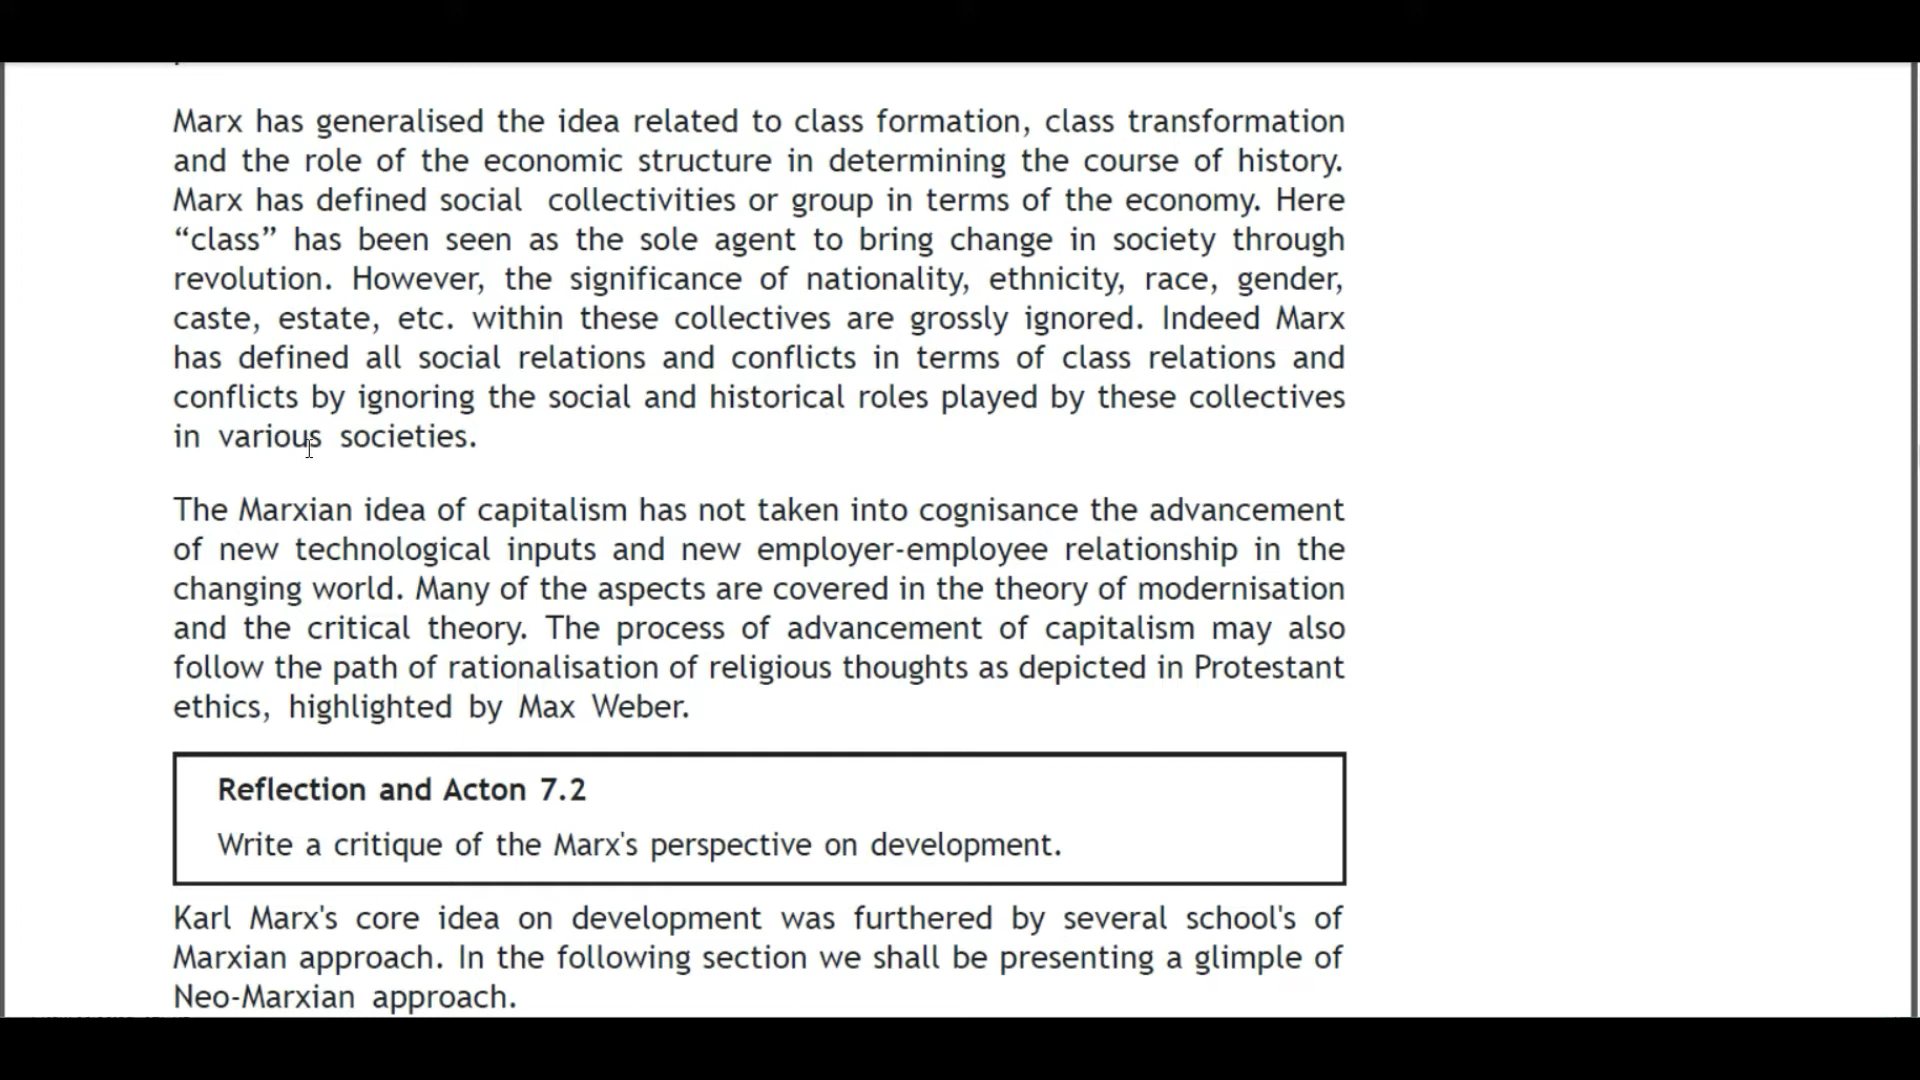 Marx has generalised the idea related to class formation, class transformation
and the role of the economic structure in determining the course of history.
Marx has defined social collectivities or group in terms of the economy. Here
“class” has been seen as the sole agent to bring change in society through
revolution. However, the significance of nationality, ethnicity, race, gender,
caste, estate, etc. within these collectives are grossly ignored. Indeed Marx
has defined all social relations and conflicts in terms of class relations and
conflicts by ignoring the social and historical roles played by these collectives
in various societies.
The Marxian idea of capitalism has not taken into cognisance the advancement
of new technological inputs and new employer-employee relationship in the
changing world. Many of the aspects are covered in the theory of modernisation
and the critical theory. The process of advancement of capitalism may also
follow the path of rationalisation of religious thoughts as depicted in Protestant
ethics, highlighted by Max Weber.
Reflection and Acton 7.2
Write a critique of the Marx's perspective on development.
Karl Marx's core idea on development was furthered by several school's of
Marxian approach. In the following section we shall be presenting a glimple of
Neo-Marxian approach.